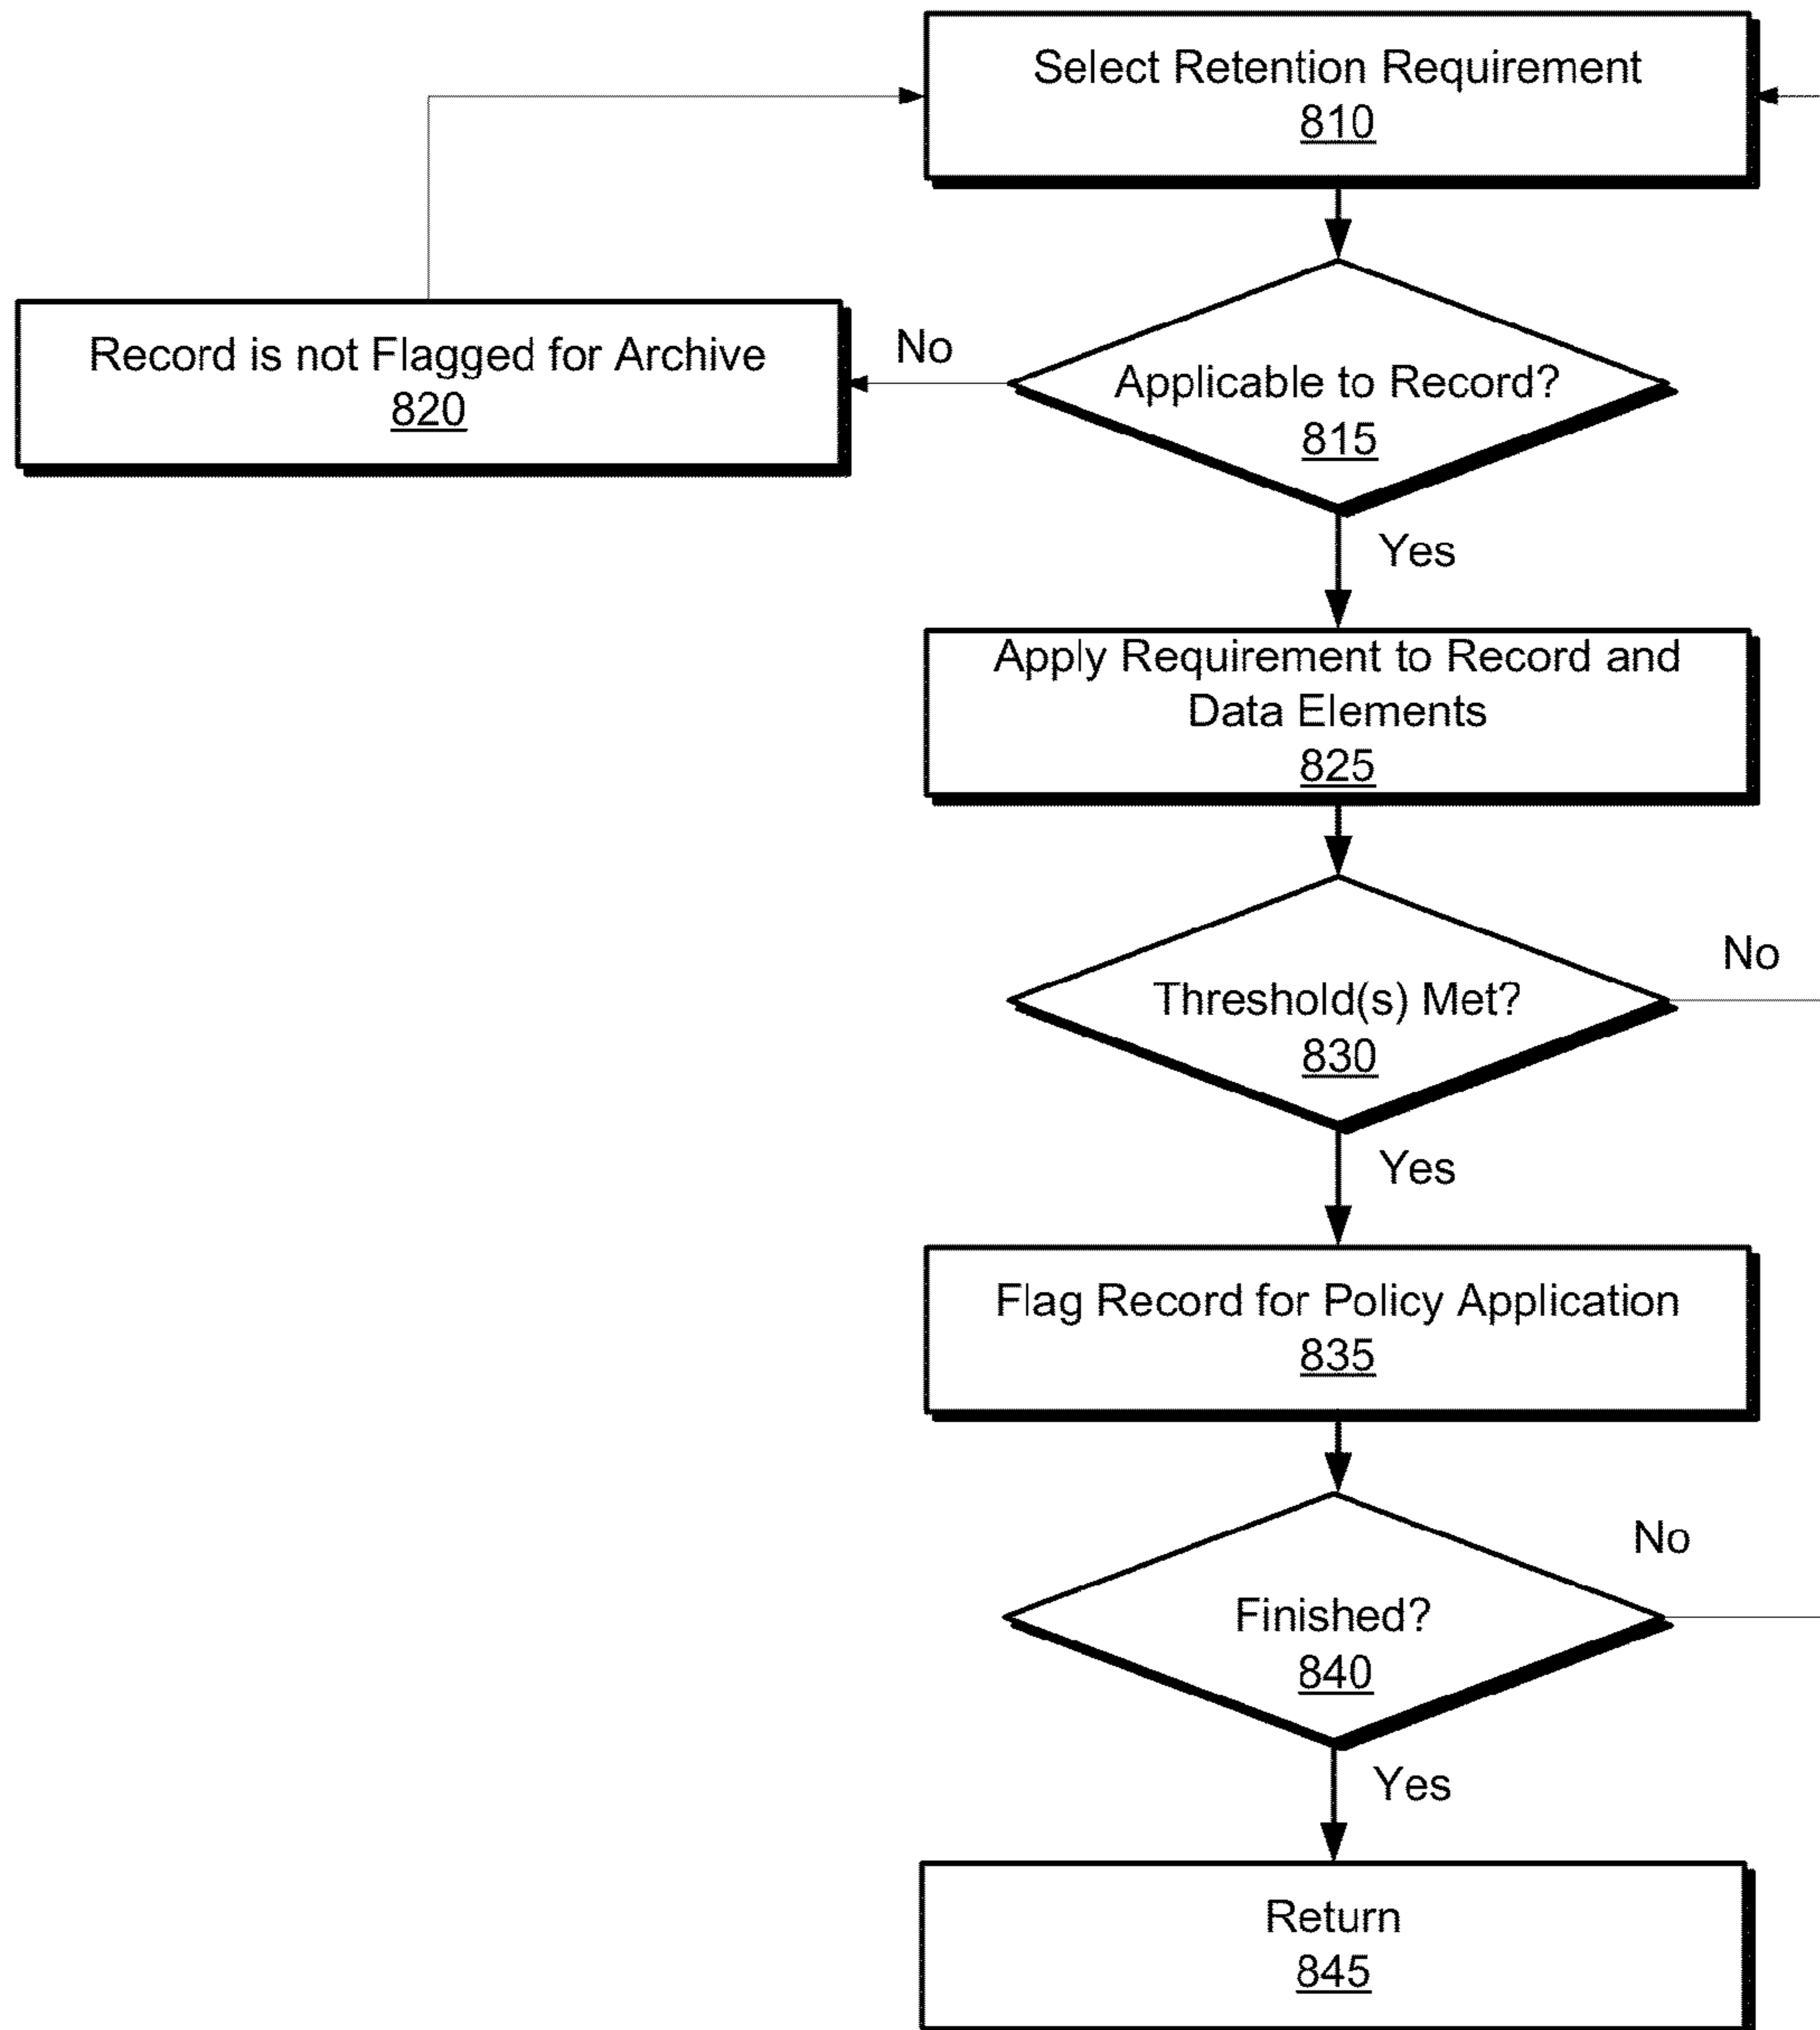 Select Retention Requirement
810
Record is not Flagged for Archive
820
No
Applicable to Record?
815
Yes
Apply Requirement to Record and
Data Elements
825
Threshold(s) Met?
830
No
Yes
Flag Record for Policy Application
835
Finished?
840
No
Yes
Return
845